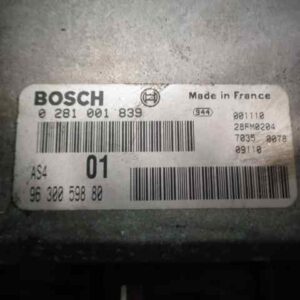 BOSCH Made in France
0 281 001 839 S44 001110
28FM0204
7035 0078
09110
AS4 01
96 300 598 80